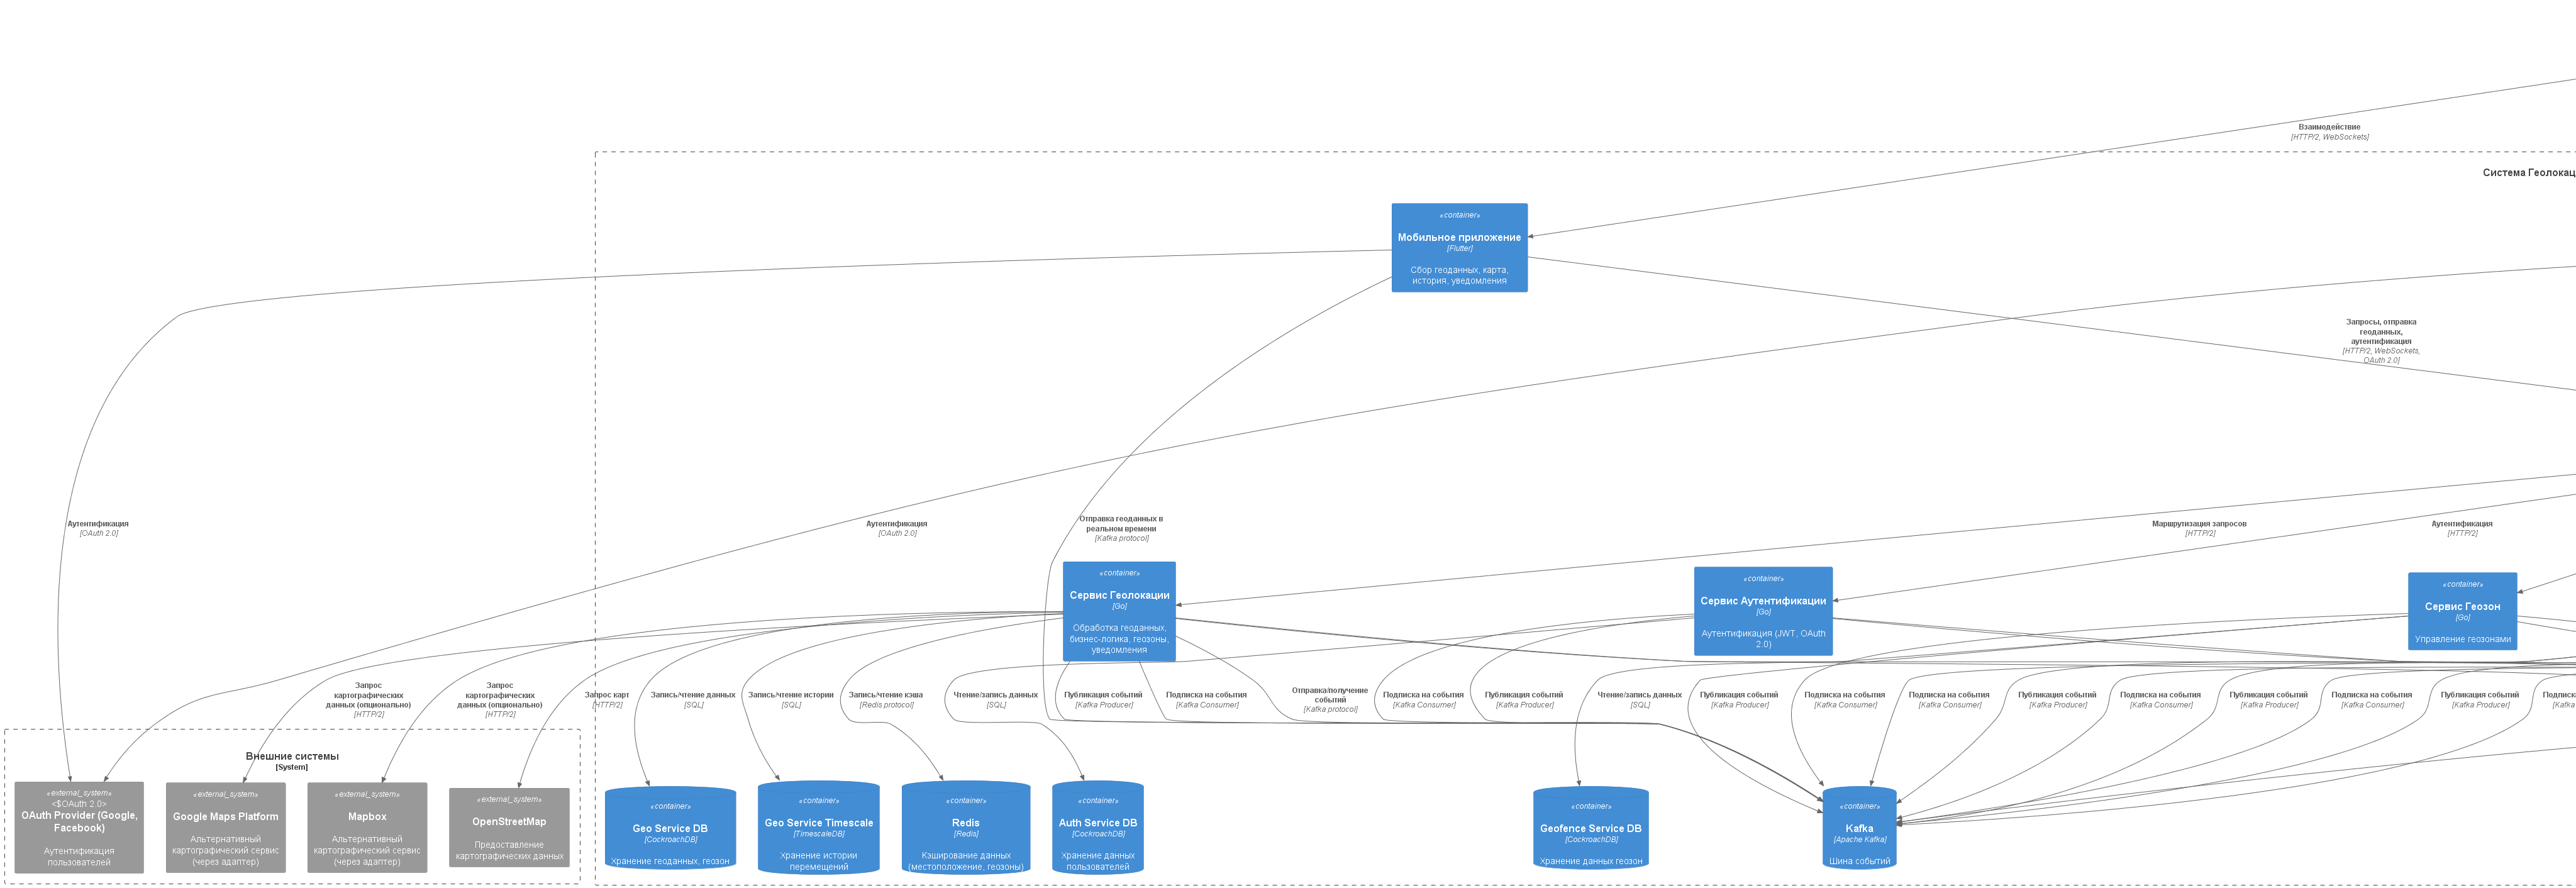 Взаимодействие
[HTTP/2, WebSockets]
Система Геолокац
«container»
Мобильное приложение
[Flutter]
Сбор геоданных, карта,
история, уведомления
Запросы, отправка
геоданных,
аутентификация
[HTTP/2, WebSockets,
OAuth 2.0]
Аутентификация
[OAuth 2.0]
Аутентификация
[OAuth 2.0]
Отправка геоданных в
реальном времени
[Kafka protocol]
Маршрутизация запросов
[HTTP/2]
Аутентификация
[HTTP/2]
«container»
Сервис Геолокации
[Go]
Обработка геоданных,
бизнес-логика, геозоны,
уведомления
«container»
Сервис Аутентификации
[Go]
Аутентификация (JWT, OAuth
2.0)
«container»
Сервис Геозон
[Go]
Управление геозонами
Запрос
картографических
данных (опционально)
[HTTP/2]
Запрос
картографических
данных (опционально)
[HTTP/2]
Запрос карт
[HTTP/2]
Запись/чтение данных
[SQL]
Запись/чтение истории
[SQL]
Запись/чтение кэша
[Redis protocol]
Чтение/запись данных
[SQL]
Публикация событий
[Kafka Producer]
Подписка на события
[Kafka Consumer]
Отправка/получение
событий
[Kafka protocol]
Подписка на события
[Kafka Consumer]
Публикация событий
[Kafka Producer]
Чтение/запись данных
[SQL]
Публикация событий
[Kafka Producer]
Подписка на события
[Kafka Consumer]
Подписка на события
[Kafka Consumer]
Публикация событий
[Kafka Producer]
Подписка на события
[Kafka Consumer]
Публикация событий
[Kafka Producer]
Подписка на события
[Kafka Consumer]
Публикация событий
[Kafka Producer]
[Kafka
Внешние системы
[System]
«external_system»
<$OAuth 2.0>
OAuth Provider (Google,
Facebook)
Аутентификация
пользователей
«external_system»
Google Maps Platform
Альтернативный
картографический сервис
(через адаптер)
«external_system»
Mapbox
Альтернативный
картографический сервис
(через адаптер)
«external_system»
OpenStreetMap
Предоставление
картографических данных
«container»
Geo Service DB
[CockroachDB]
Хранение геоданных, геозон
«container»
Geo Service Timescale
[TimescaleDB]
Хранение истории
перемещений
«container»
Redis
[Redis]
Кэширование данных
(местоположение, геозоны)
«container»
Auth Service DB
[CockroachDB]
Хранение данных
пользователей
«container»
Geofence Service DB
[CockroachDB]
Хранение данных геозон
«container»
Kafka
[Apache Kafka]
Шина событий